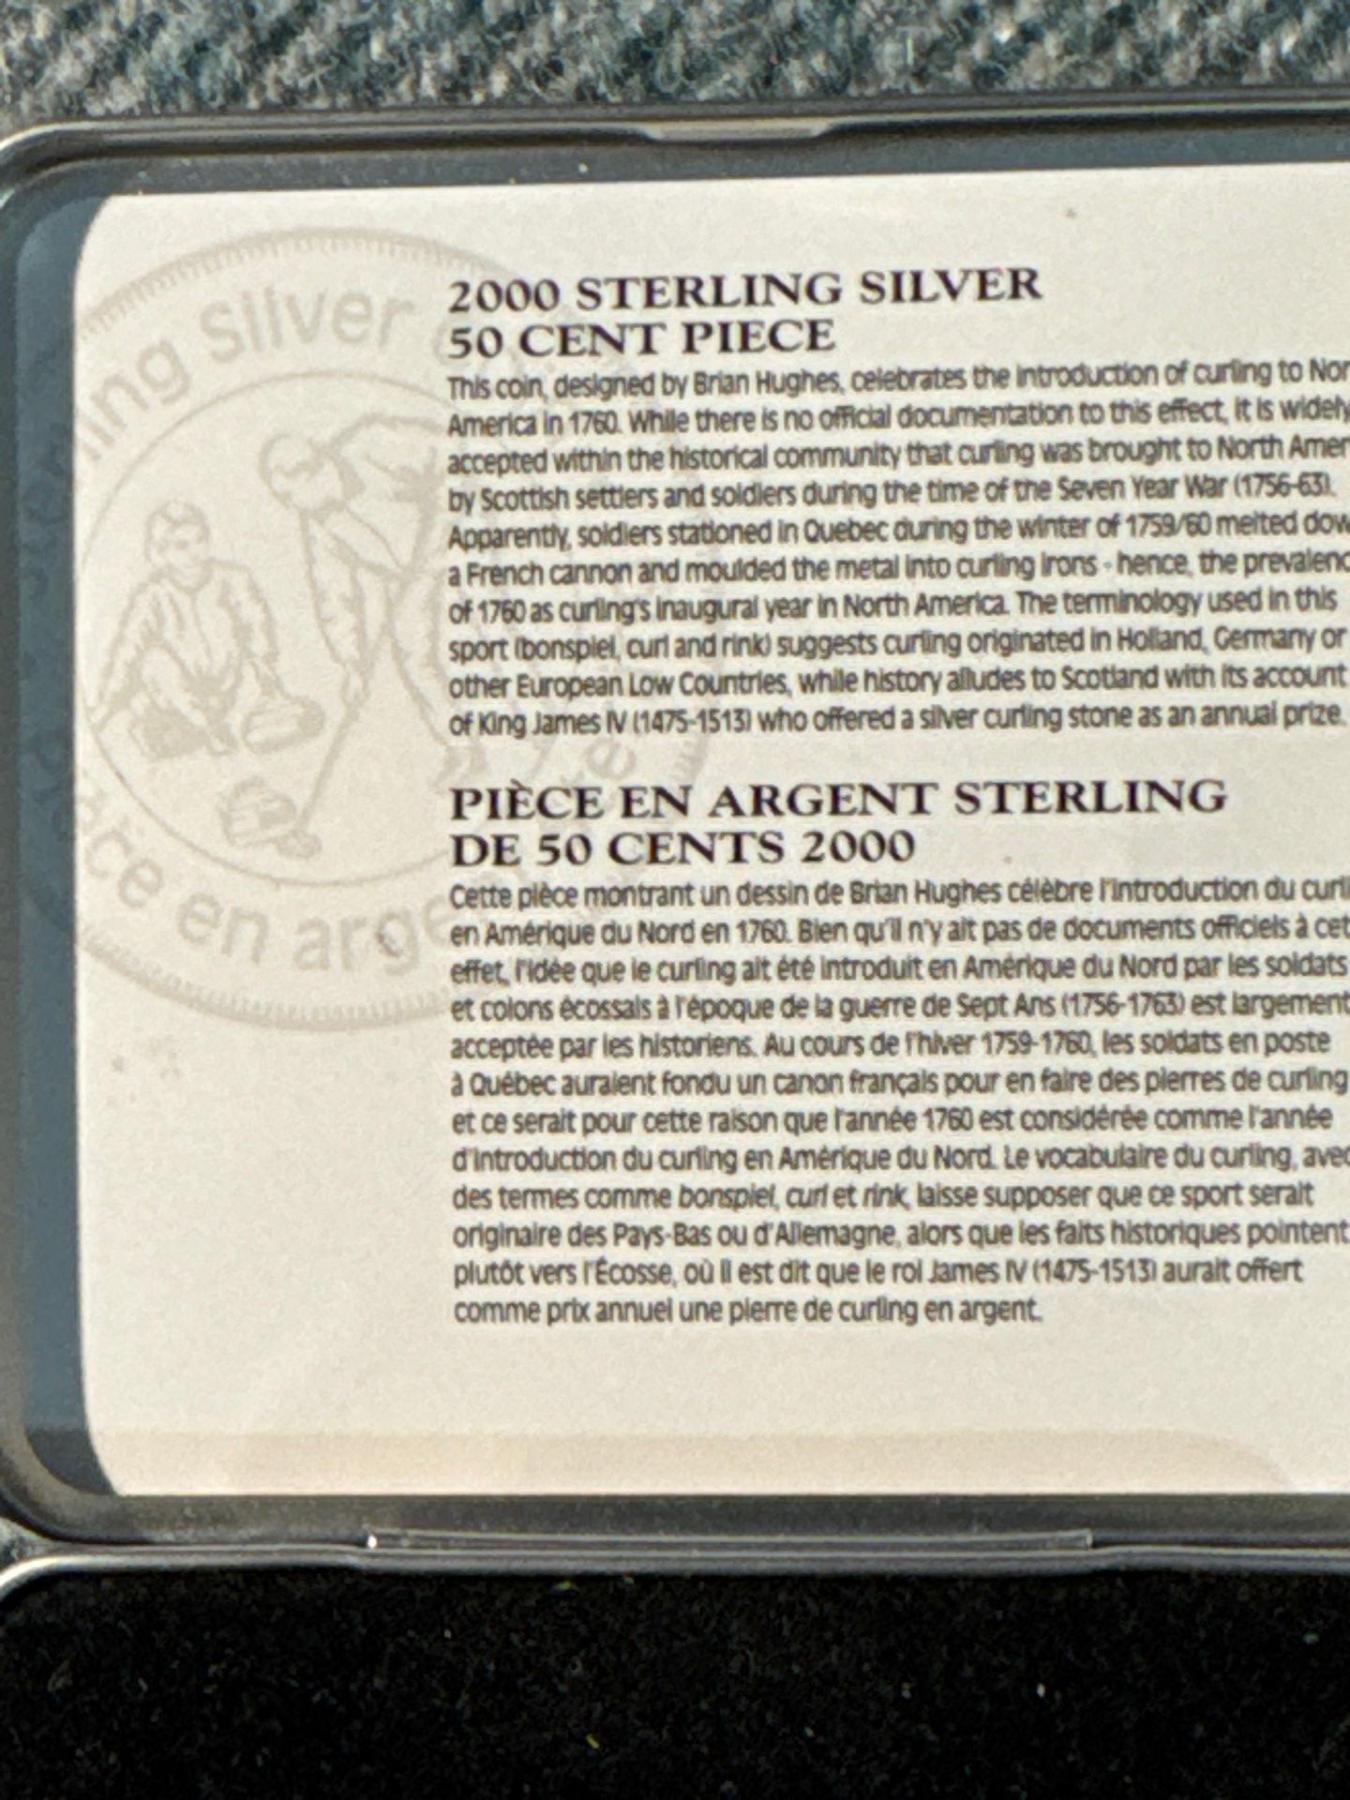 2000 STERLING SILVER
50 CENT PIECE
This coin, designed by Brian Hughes, celebrates the introduction of curling to Nor
America in 1760. While there is no official documentation to this effect, it is widely
accepted within the historical community that curling was brought to North Amer
by Scottish settlers and soldiers during the time of the Seven Year War (1756-63).
Apparently, soldiers stationed in Quebec during the winter of 1759/60 melted dow
a French cannon and moulded the metal into curling irons - hence, the prevalenc
of 1760 as curling's inaugural year in North America. The terminology used in this
sport (bonspiel, curl and rink) suggests curling originated in Holland, Germany or
other European Low Countries, while history alludes to Scotland with its account
of King James IV (1475-1513) who offered a silver curling stone as an annual prize.
PIÈCE EN ARGENT STERLING
DE 50 CENTS 2000
Cette pièce montrant un dessin de Brian Hughes célèbre l'introduction du curli
en Amérique du Nord en 1760. Bien qu'il n'y ait pas de documents officiels à cet
effet, l'idée que le curling ait été introduit en Amérique du Nord par les soldats
et colons écossais à l'époque de la guerre de Sept Ans (1756-1763) est largement
acceptée par les historiens. Au cours de l'hiver 1759-1760, les soldats en poste
à Québec auraient fondu un canon français pour en faire des pierres de curling
et ce serait pour cette raison que l'année 1760 est considérée comme l'année
d'introduction du curling en Amérique du Nord. Le vocabulaire du curling, avec
des termes comme bonspiel, curl et rink, laisse supposer que ce sport serait
originaire des Pays-Bas ou d'Allemagne, alors que les faits historiques pointent
plutôt vers l'Écosse, où il est dit que le roi James IV (1475-1513) aurait offert
comme prix annuel une pierre de curling en argent.
ling Silver
èce en arge